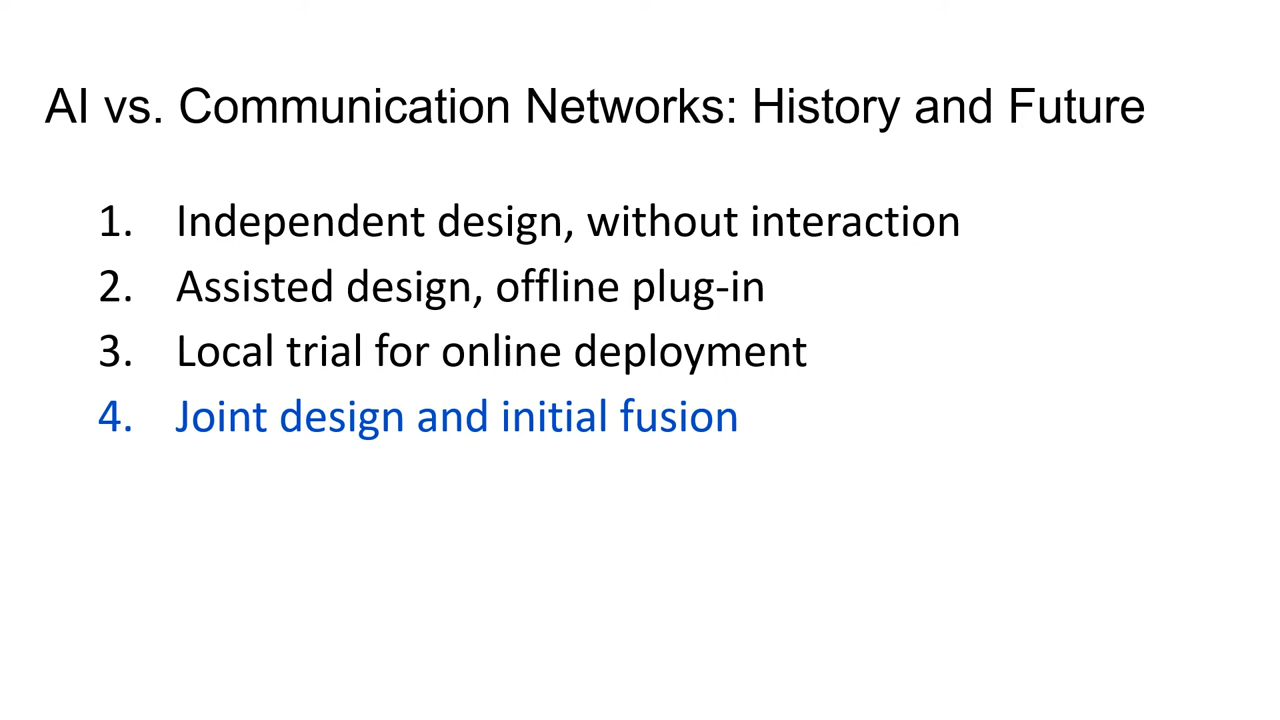 AI vs. Communication Networks: History and Future
1. Independent design, without interaction
2. Assisted design, offline plug-in
3. Local trial for online deployment
4. Joint design and initial fusion